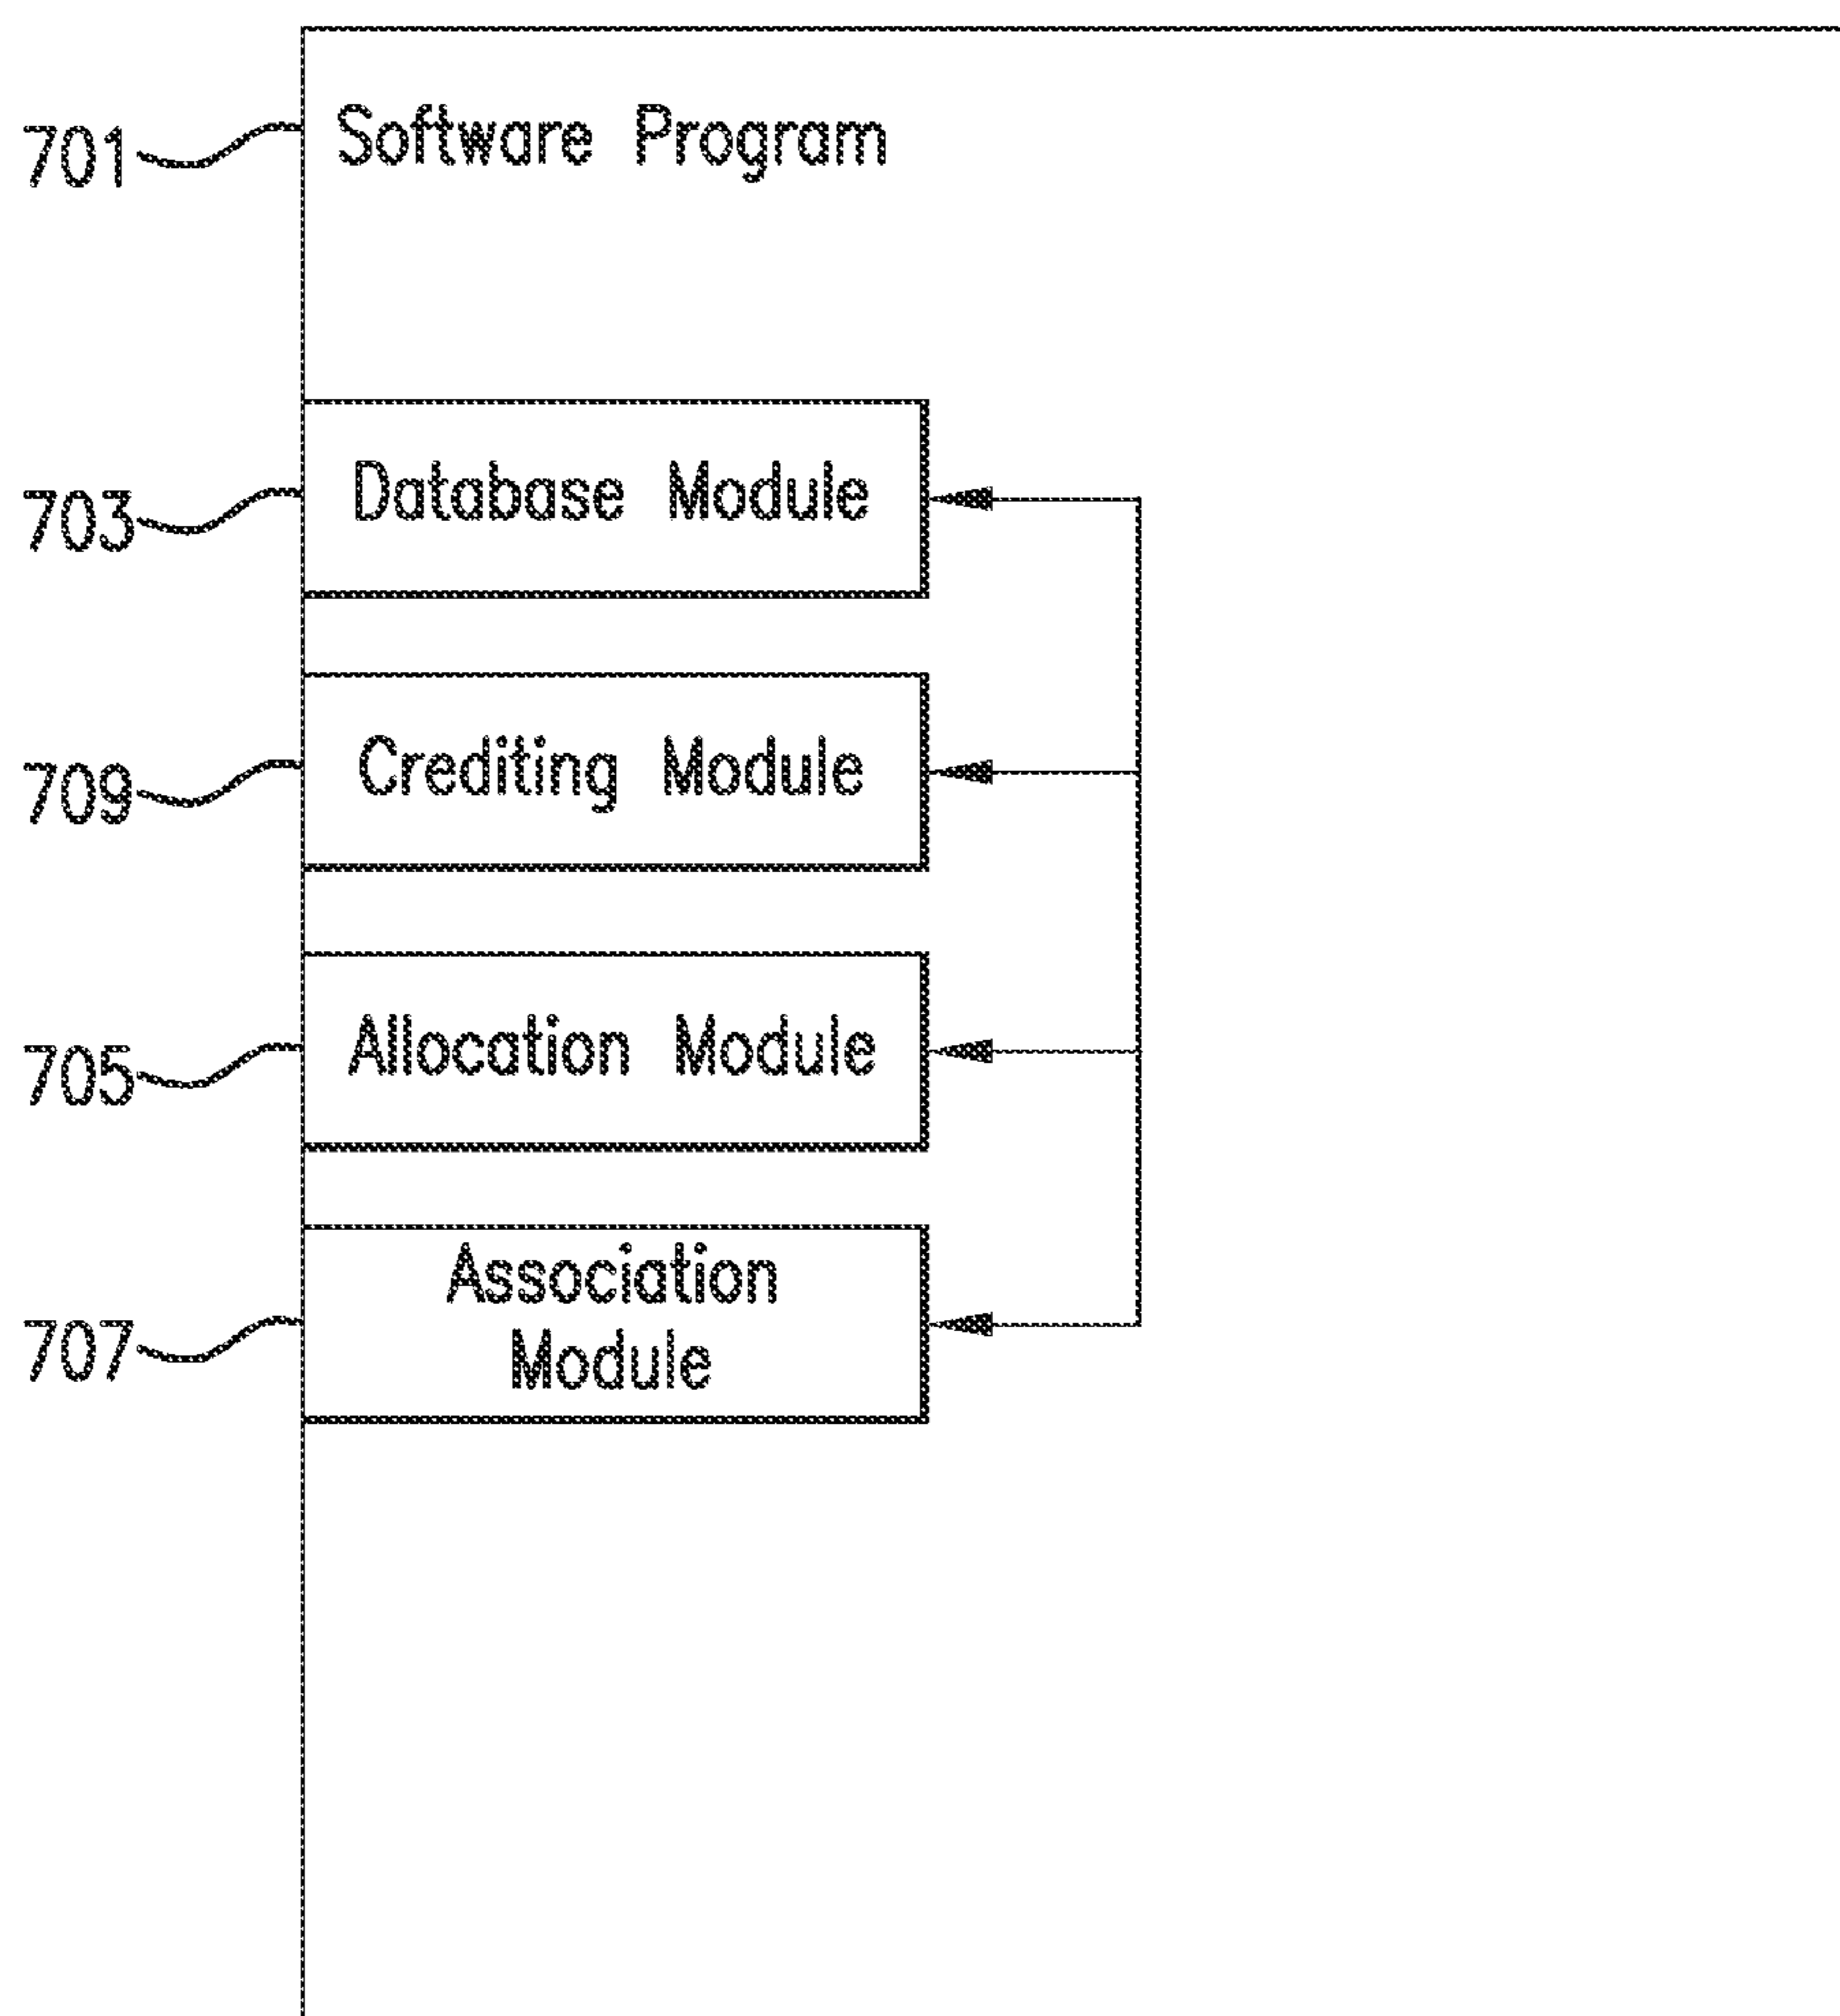 701 Software Program
703 Database Module
709 Crediting Module
705 Allocation Module
Association
707 Module